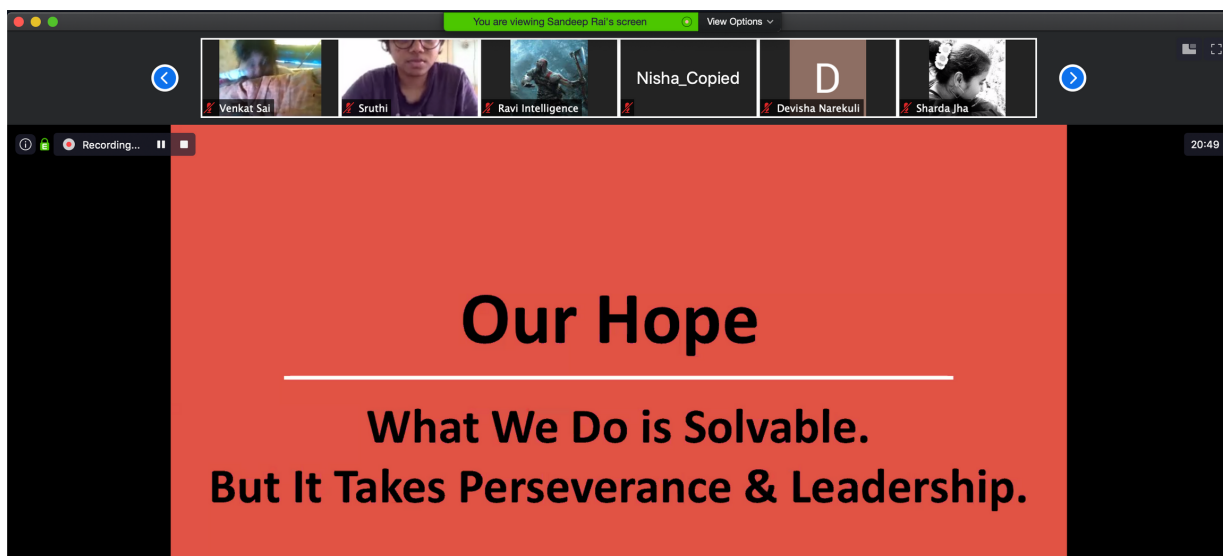 You are viewing Sandeep Rai's screen
View Options
Venkat Sai
Sruthi
Ravi Intelligence
Nisha_Copied
D
Devisha Narekuli
Sharda Jha
Recording...
20:49
Our Hope
What We Do is Solvable.
But It Takes Perseverance & Leadership.